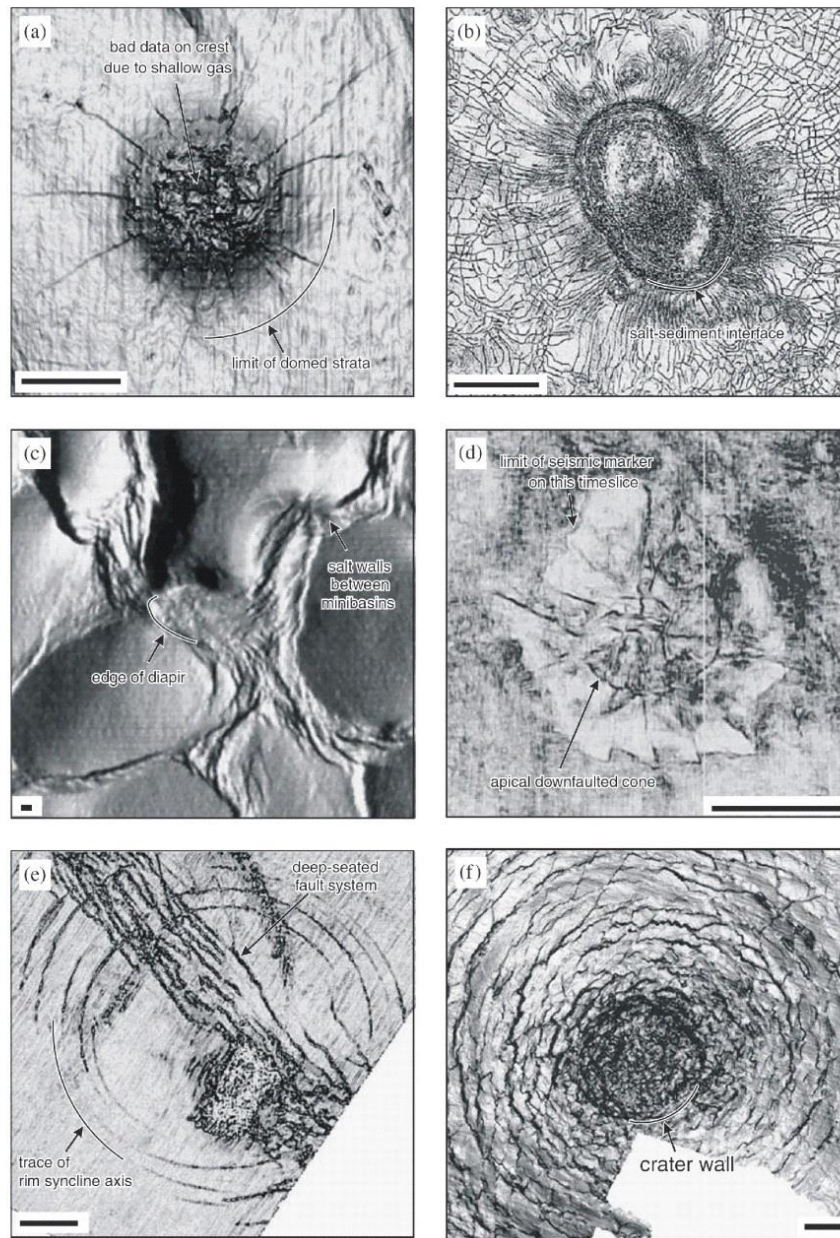 (a)
bad data on crest
due to shallow gas
limit of domed strata
(b)
salt-sediment interface
(c)
salt walls
between
minibasins
edge of diapir
(d)
limit of seismic marker
on this timeslice
apical downfaulted cone
(e)
deep-seated
fault system
trace of
rim syncline axis
(f)
crater wall